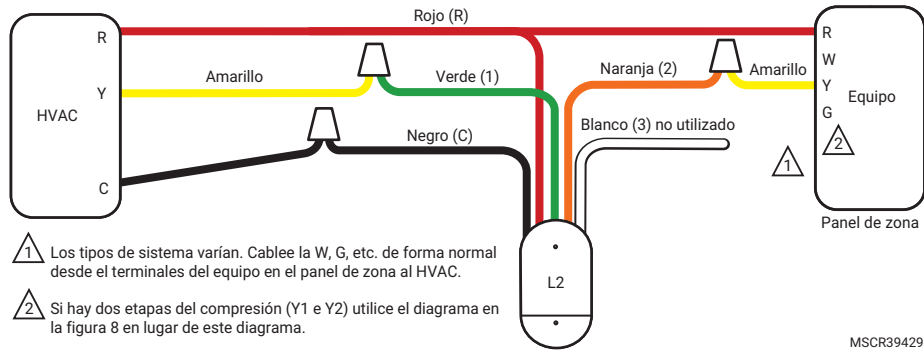 Rojo (R)
R
R
W
Amarillo
Verde (1)
Naranja (2)
Amarillo
Y
Y
HVAC
Equipo
G
Negro (C)
Blanco (3) no utilizado
2
1
C
Panel de zona
1 Los tipos de sistema varían. Cablee la W, G, etc. de forma normal
desde el terminales del equipo en el panel de zona al HVAC.
L2
2 Si hay dos etapas del compresión (Y1 e Y2) utilice el diagrama en
la figura 8 en lugar de este diagrama.
MSCR39429